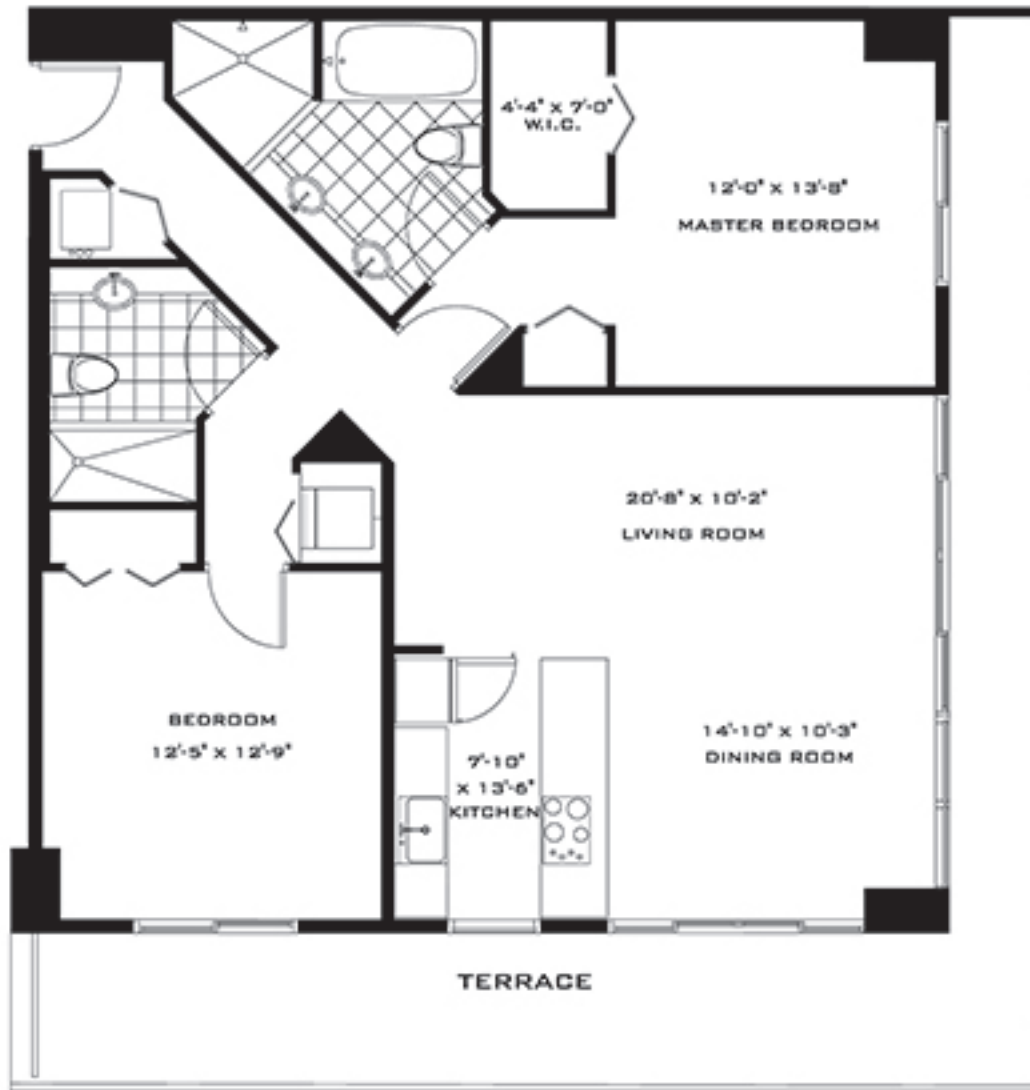 4'-4" x 7'-0"
W.I.C.
12'-0" x 13'-8"
MASTER BEDROOM
20'-8" x 10'-2"
LIVING ROOM
BEDROOM
12'-5" x 12'-9"
7'-10"
x 13'-6"
KITCHEN
14'-10" x 10'-3"
DINING ROOM
TERRACE